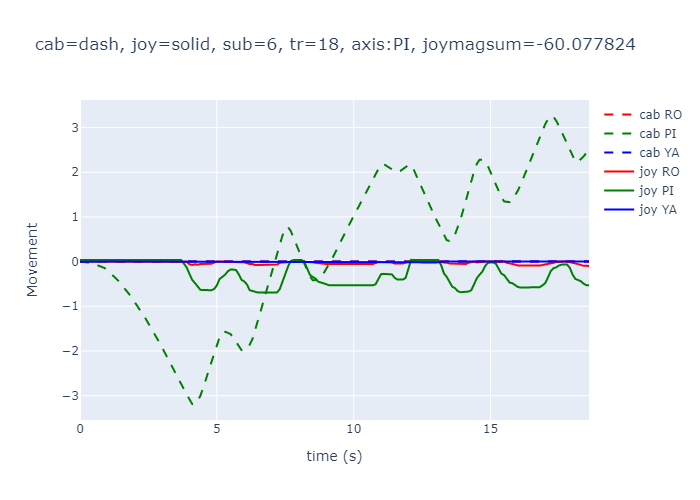 cab=dash, joy=solid, sub=6, tr=18, axis:PI, joymagsum=-60.077824
cab RO
cab PI
cab YA
joy RO
joy PI
joy YA
Movement
3
2
1
0
−1
−2
−3
0
5
10
15
time (s)